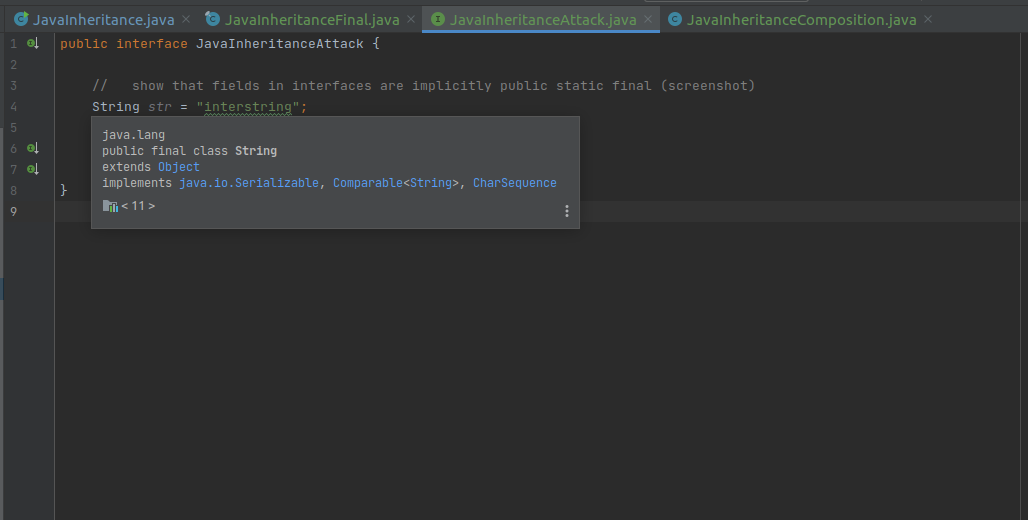 JavaInheritance.java JavaInheritanceFinal.java JavaInheritanceAttack.java JavaInheritanceComposition.java
1 public interface JavaInheritanceAttack {
2
3 //   show that fields in interfaces are implicitly public static final (screenshot)
4 String str = "interstring";
5
6
7
8 }
9
java.lang
public final class String
extends Object
implements java.io.Serializable, Comparable<String>, CharSequence
< 11 >